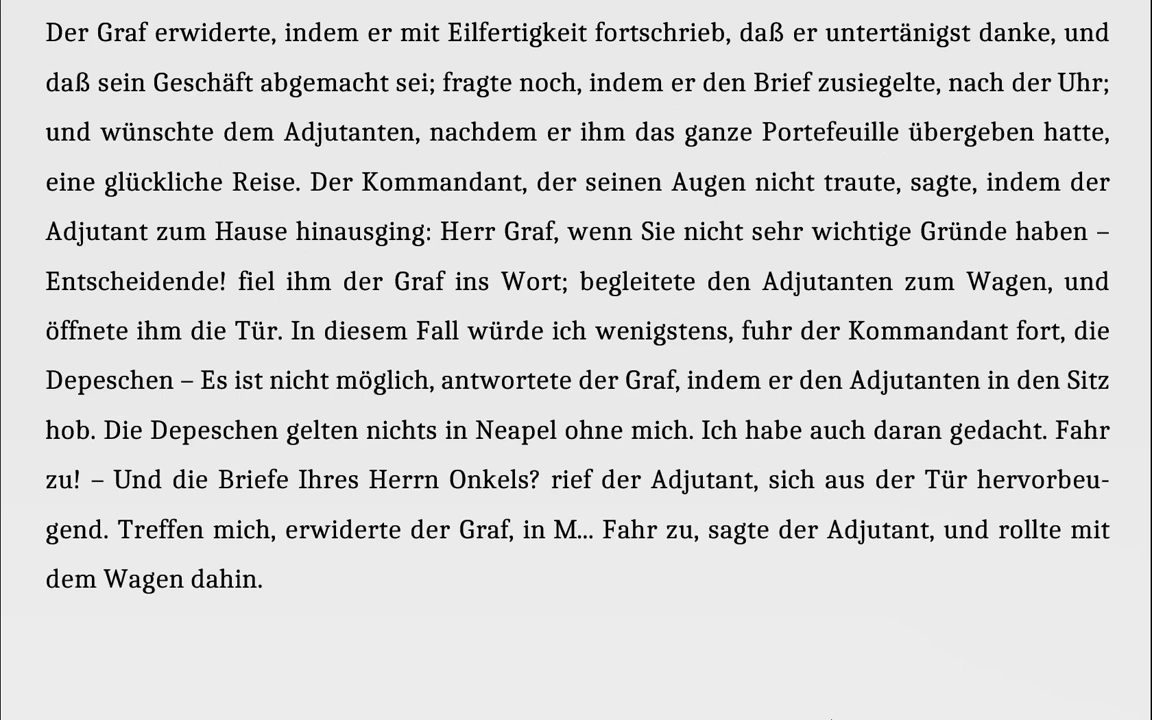 Der Graf erwiderte, indem er mit Eilfertigkeit fortschrieb, daß er untertänigst danke, und
daß sein Geschäft abgemacht sei; fragte noch, indem er den Brief zusiegelte, nach der Uhr;
und wünschte dem Adjutanten, nachdem er ihm das ganze Portefeuille übergeben hatte,
eine glückliche Reise. Der Kommandant, der seinen Augen nicht traute, sagte, indem der
Adjutant zum Hause hinausging: Herr Graf, wenn Sie nicht sehr wichtige Gründe haben –
Entscheidende! fiel ihm der Graf ins Wort; begleitete den Adjutanten zum Wagen, und
öffnete ihm die Tür. In diesem Fall würde ich wenigstens, fuhr der Kommandant fort, die
Depeschen – Es ist nicht möglich, antwortete der Graf, indem er den Adjutanten in den Sitz
hob. Die Depeschen gelten nichts in Neapel ohne mich. Ich habe auch daran gedacht. Fahr
zu! – Und die Briefe Ihres Herrn Onkels? rief der Adjutant, sich aus der Tür hervorbeu-
gend. Treffen mich, erwiderte der Graf, in M... Fahr zu, sagte der Adjutant, und rollte mit
dem Wagen dahin.